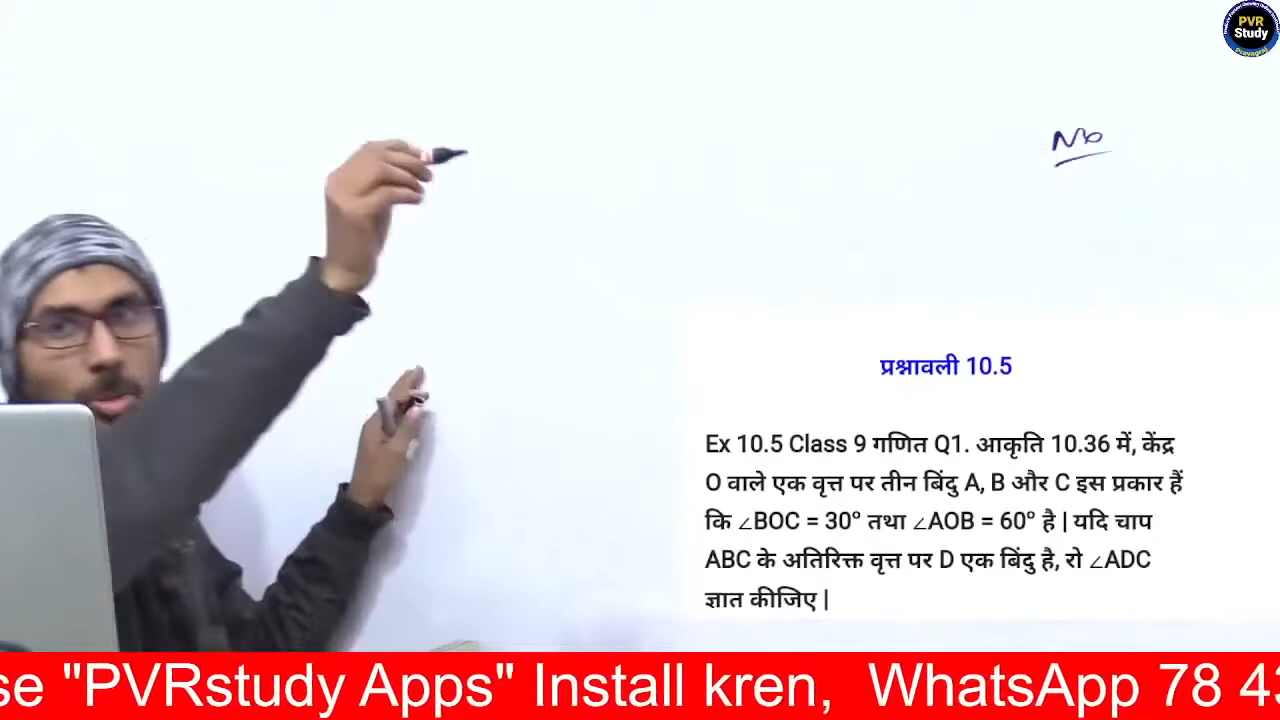 PVR
Study
प्रश्नावली 10.5
Ex 10.5 Class 9 गणित Q1. आकृति 10.36 में, केंद्र
O वाले एक वृत्त पर तीन बिंदु A, B और C इस प्रकार हैं
कि ∠BOC = 30° तथा ∠AOB = 60° है | यदि चाप
ABC के अतिरिक्त वृत्त पर D एक बिंदु है, रो ∠ADC
ज्ञात कीजिए |
se "PVRstudy Apps" Install kren, WhatsApp 78 43